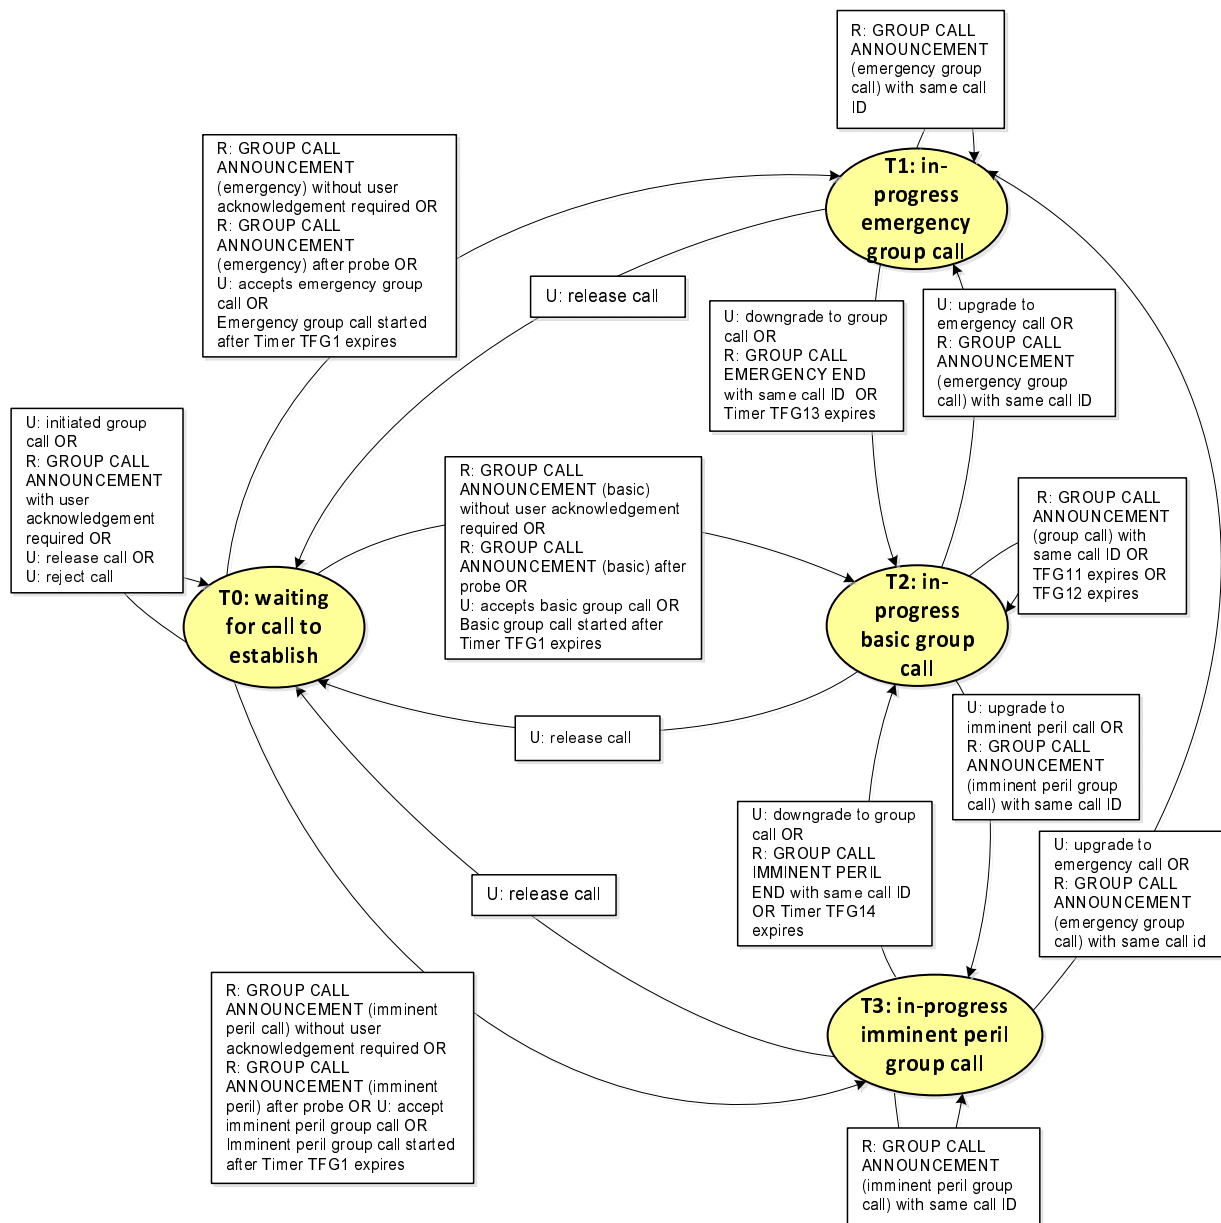 R: GROUP CALL
ANNOUNCEMENT
(emergency group
call) with same call
ID
R: GROUP CALL
ANNOUNCEMENT
(emergency) without user
acknowledgement required OR
R: GROUP CALL
ANNOUNCEMENT
(emergency) after probe OR
U: accepts emergency group
call OR
Emergency group call started
after Timer TFG1 expires
T1: in-
progress
emergency
group call
U: release call
U: downgrade to group
call OR
R: GROUP CALL
EMERGENCY END
with same call ID OR
Timer TFG13 expires
U: upgrade to
emergency call OR
R: GROUP CALL
ANNOUNCEMENT
(emergency group
call) with same call ID
U: initiated group
call OR
R: GROUP CALL
ANNOUNCEMENT
with user
acknowledgement
required OR
U: release call OR
U: reject call
R: GROUP CALL
ANNOUNCEMENT (basic)
without user acknowledgement
required OR
R: GROUP CALL
ANNOUNCEMENT (basic) after
probe OR
U: accepts basic group call OR
Basic group call started after
Timer TFG1 expires
R: GROUP CALL
ANNOUNCEMENT
(group call) with
same call ID OR
TFG11 expires OR
TFG12 expires
T0: waiting
for call to
establish
T2: in-
progress
basic group
call
U: release call
U: upgrade to
imminent peril call OR
R: GROUP CALL
ANNOUNCEMENT
(imminent peril group
call) with same call ID
U: downgrade to group
call OR
R: GROUP CALL
IMMINENT PERIL
END with same call ID
OR Timer TFG14
expires
U: upgrade to
emergency call OR
R: GROUP CALL
ANNOUNCEMENT
(emergency group
call) with same call id
U: release call
R: GROUP CALL
ANNOUNCEMENT (imminent
peril call) without user
acknowledgement required OR
R: GROUP CALL
ANNOUNCEMENT (imminent
peril) after probe OR U: accept
imminent peril group call OR
Imminent peril group call started
after Timer TFG1 expires
T3: in-progress
imminent peril
group call
R: GROUP CALL
ANNOUNCEMENT
(imminent peril group
call) with same call ID